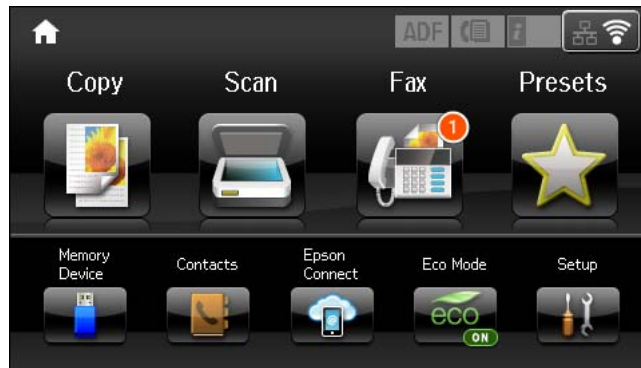 ADF i
Copy Scan Fax Presets
1
Memory Device Contacts Epson Connect Eco Mode Setup
eco
ON